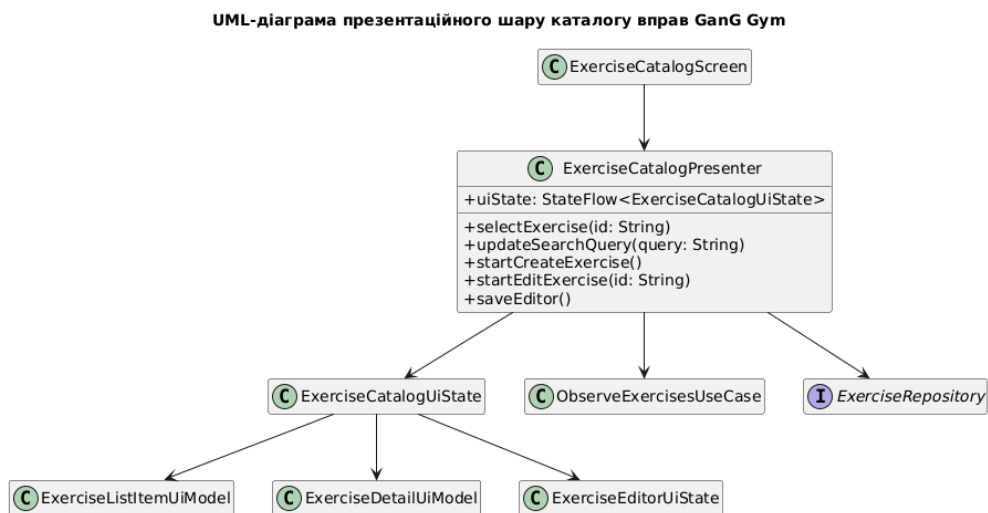 UML-діаграма презентаційного шару каталогу вправ GanG Gym
C ExerciseCatalogScreen
C ExerciseCatalogPresenter
+uiState: StateFlow<ExerciseCatalogUiState>
+selectExercise(id: String)
+updateSearchQuery(query: String)
+startCreateExercise()
+startEditExercise(id: String)
+saveEditor()
C ExerciseCatalogUiState
C ObserveExercisesUseCase
I ExerciseRepository
C ExerciseListItemUiModel
C ExerciseDetailUiModel
C ExerciseEditorUiState